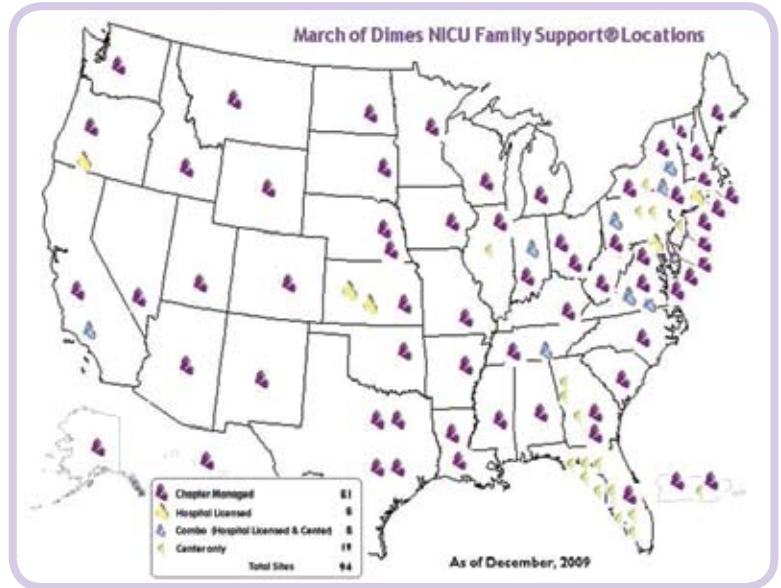 March of Dimes NICU Family Support®Locations
Chapter Managed 61
Hospital Licensed 6
Combo (Hospital Licensed & Center) 8
Center only 19
Total Sites 94
As of December, 2009